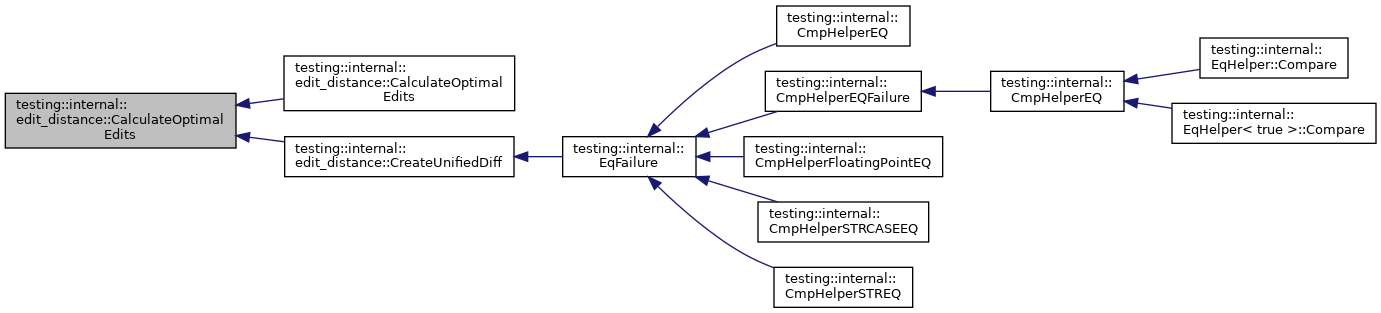 testing::internal::
edit_distance::CalculateOptimal
Edits
testing::internal::
edit_distance::CalculateOptimal
Edits
testing::internal::
edit_distance::CreateUnifiedDiff
testing::internal::
EqFailure
testing::internal::
CmpHelperEQ
testing::internal::
CmpHelperEQFailure
testing::internal::
CmpHelperEQ
testing::internal::
EqHelper::Compare
testing::internal::
EqHelper< true >::Compare
testing::internal::
CmpHelperFloatingPointEQ
testing::internal::
CmpHelperSTRCASEEQ
testing::internal::
CmpHelperSTREQ